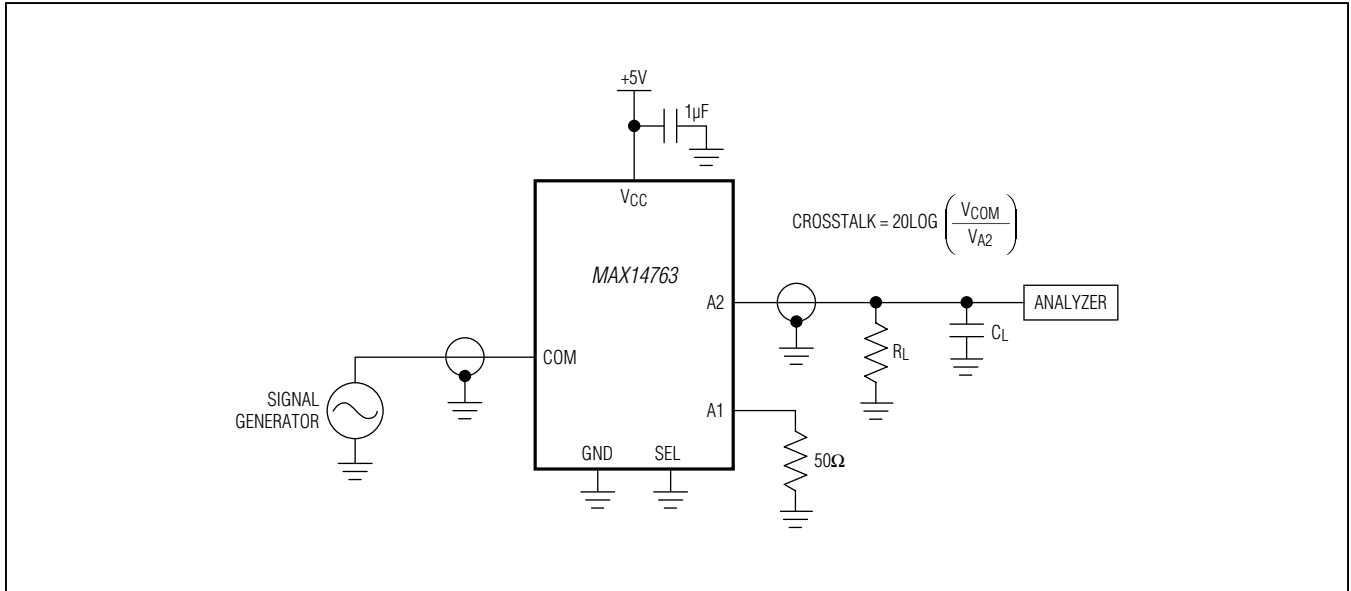 +5V
1µF
VCC
CROSSTALK = 20LOG (VCOM / VA2)
MAX14763
A2
ANALYZER
CL
RL
COM
SIGNAL
GENERATOR
A1
GND SEL
50Ω